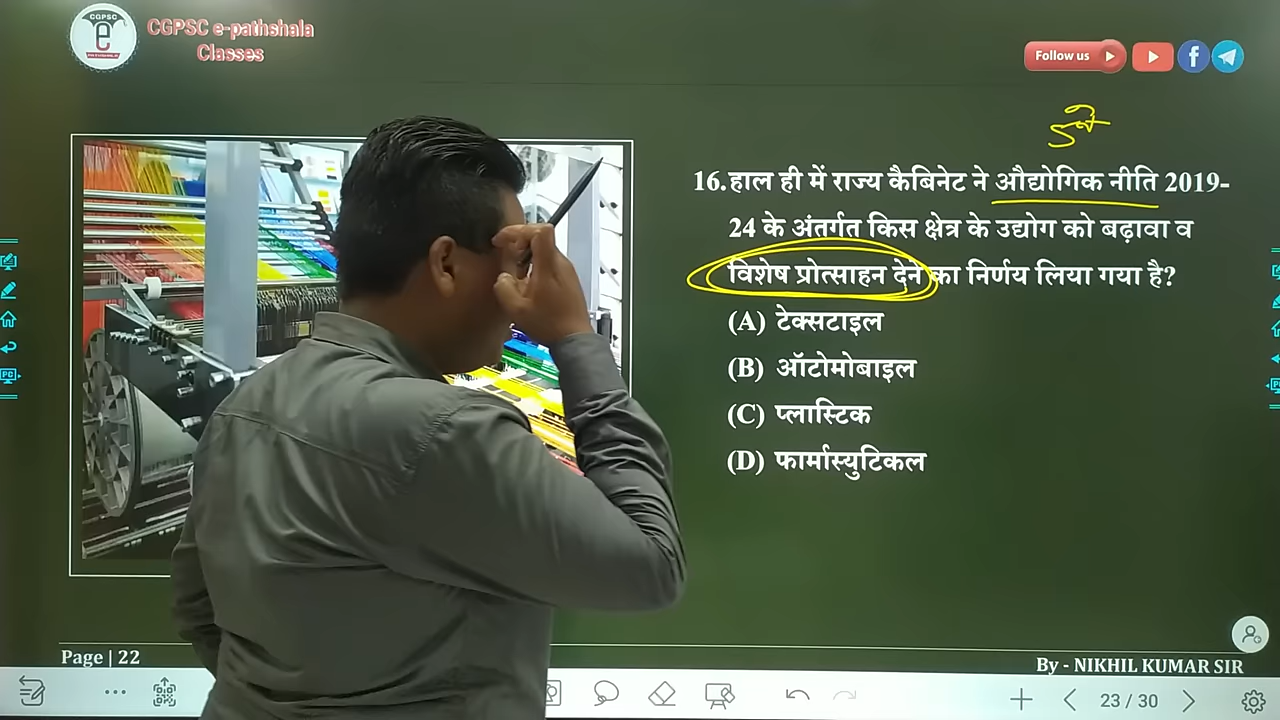 CGPSC
e
CGPSC e-pathshala
Classes
Follow us
16. हाल ही में राज्य कैबिनेट ने औद्योगिक नीति 2019-
24 के अंतर्गत किस क्षेत्र के उद्योग को बढ़ावा व
विशेष प्रोत्साहन देने का निर्णय लिया गया है?
(A) टेक्सटाइल
(B) ऑटोमोबाइल
(C) प्लास्टिक
(D) फार्मास्युटिकल
Page | 22
By - NIKHIL KUMAR SIR
23 / 30